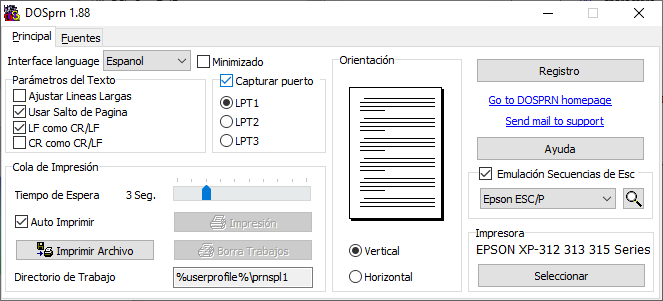 DOSprn 1.88
Principal
Fuentes
Interface language
Espanol
Minimizado
Parámetros del Texto
Ajustar Lineas Largas
Usar Salto de Pagina
LF como CR/LF
CR como CR/LF
Capturar puerto
LPT1
LPT2
LPT3
Cola de Impresión
Tiempo de Espera
3 Seg.
Auto Imprimir
Impresión
Imprimir Archivo
Borra Trabajos
Directorio de Trabajo
%userprofile%\prnspl1
Orientación
Vertical
Horizontal
Registro
Go to DOSPRN homepage
Send mail to support
Ayuda
Emulación Secuencias de Esc
Epson ESC/P
Impresora
EPSON XP-312 313 315 Series
Seleccionar